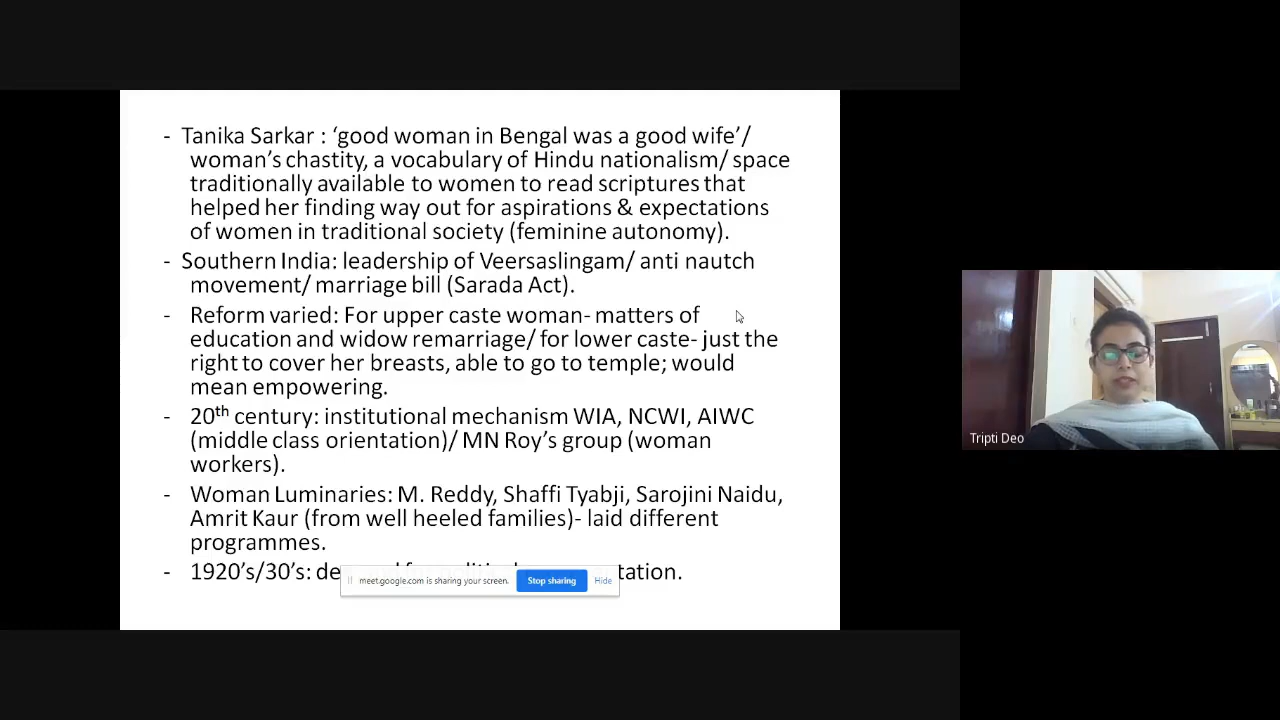 - Tanika Sarkar : ‘good woman in Bengal was a good wife’/
woman’s chastity, a vocabulary of Hindu nationalism/ space
traditionally available to women to read scriptures that
helped her finding way out for aspirations & expectations
of women in traditional society (feminine autonomy).
- Southern India: leadership of Veersaslingam/ anti nautch
movement/ marriage bill (Sarada Act).
- Reform varied: For upper caste woman- matters of
education and widow remarriage/ for lower caste- just the
right to cover her breasts, able to go to temple; would
mean empowering.
- 20th century: institutional mechanism WIA, NCWI, AIWC
(middle class orientation)/ MN Roy’s group (woman
workers).
- Woman Luminaries: M. Reddy, Shaffi Tyabji, Sarojini Naidu,
Amrit Kaur (from well heeled families)- laid different
programmes.
- 1920’s/30’s:
meet.google.com is sharing your screen. Stop sharing Hide
Tripti Deo